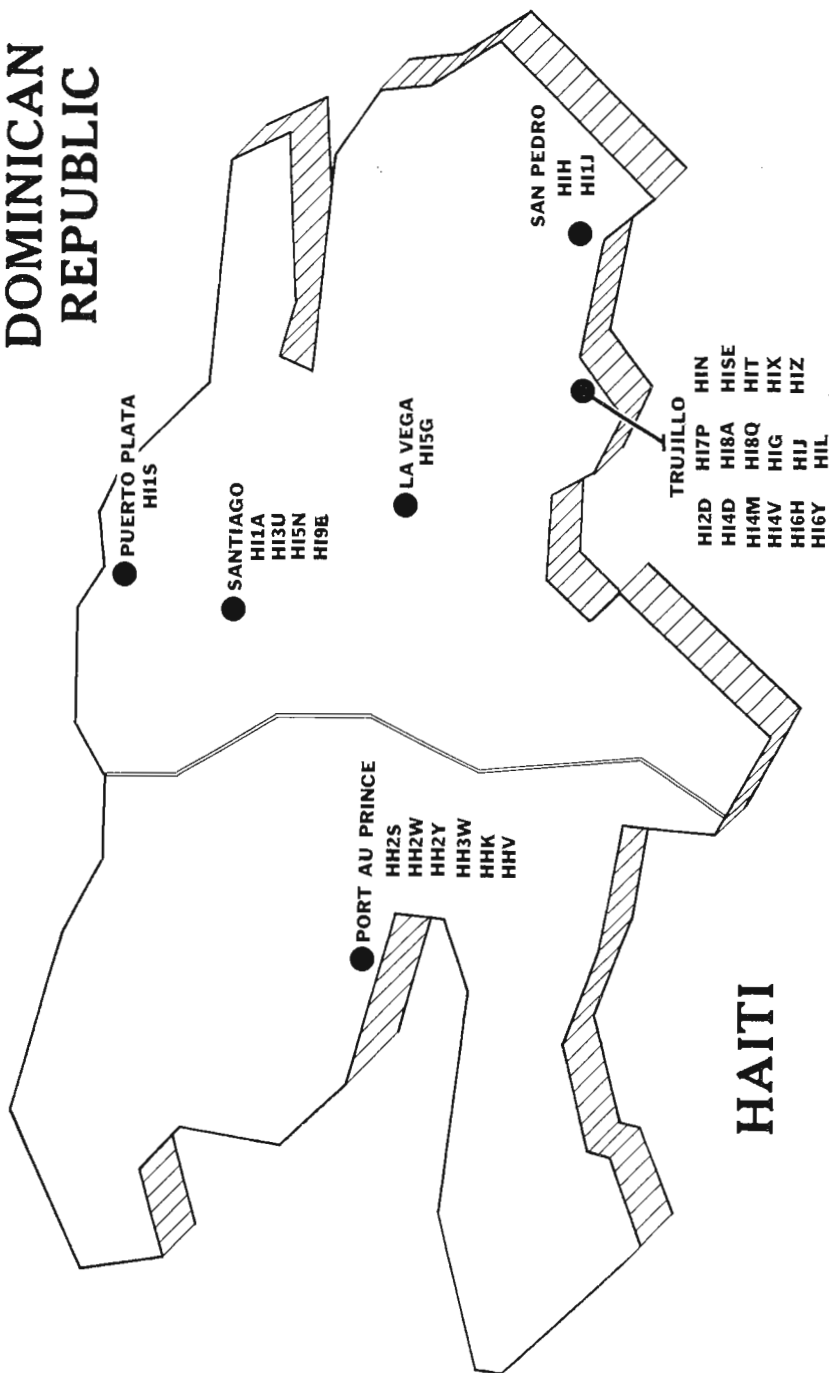 DOMINICAN
REPUBLIC
PUERTO PLATA
HI1S
SANTIAGO
HI1A
HI3U
HI5N
HI9B
LA VEGA
HI5G
SAN PEDRO
HIH
HI1J
TRUJILLO
HI2D HI7P HIN
HI4D HI8A HISE
HI4M HI8Q HIT
HI4V HIG HIX
HI6H HIJ HIZ
HI6Y HIL
PORT AU PRINCE
HH2S
HH2W
HH2Y
HH3W
HHK
HHV
HAITI